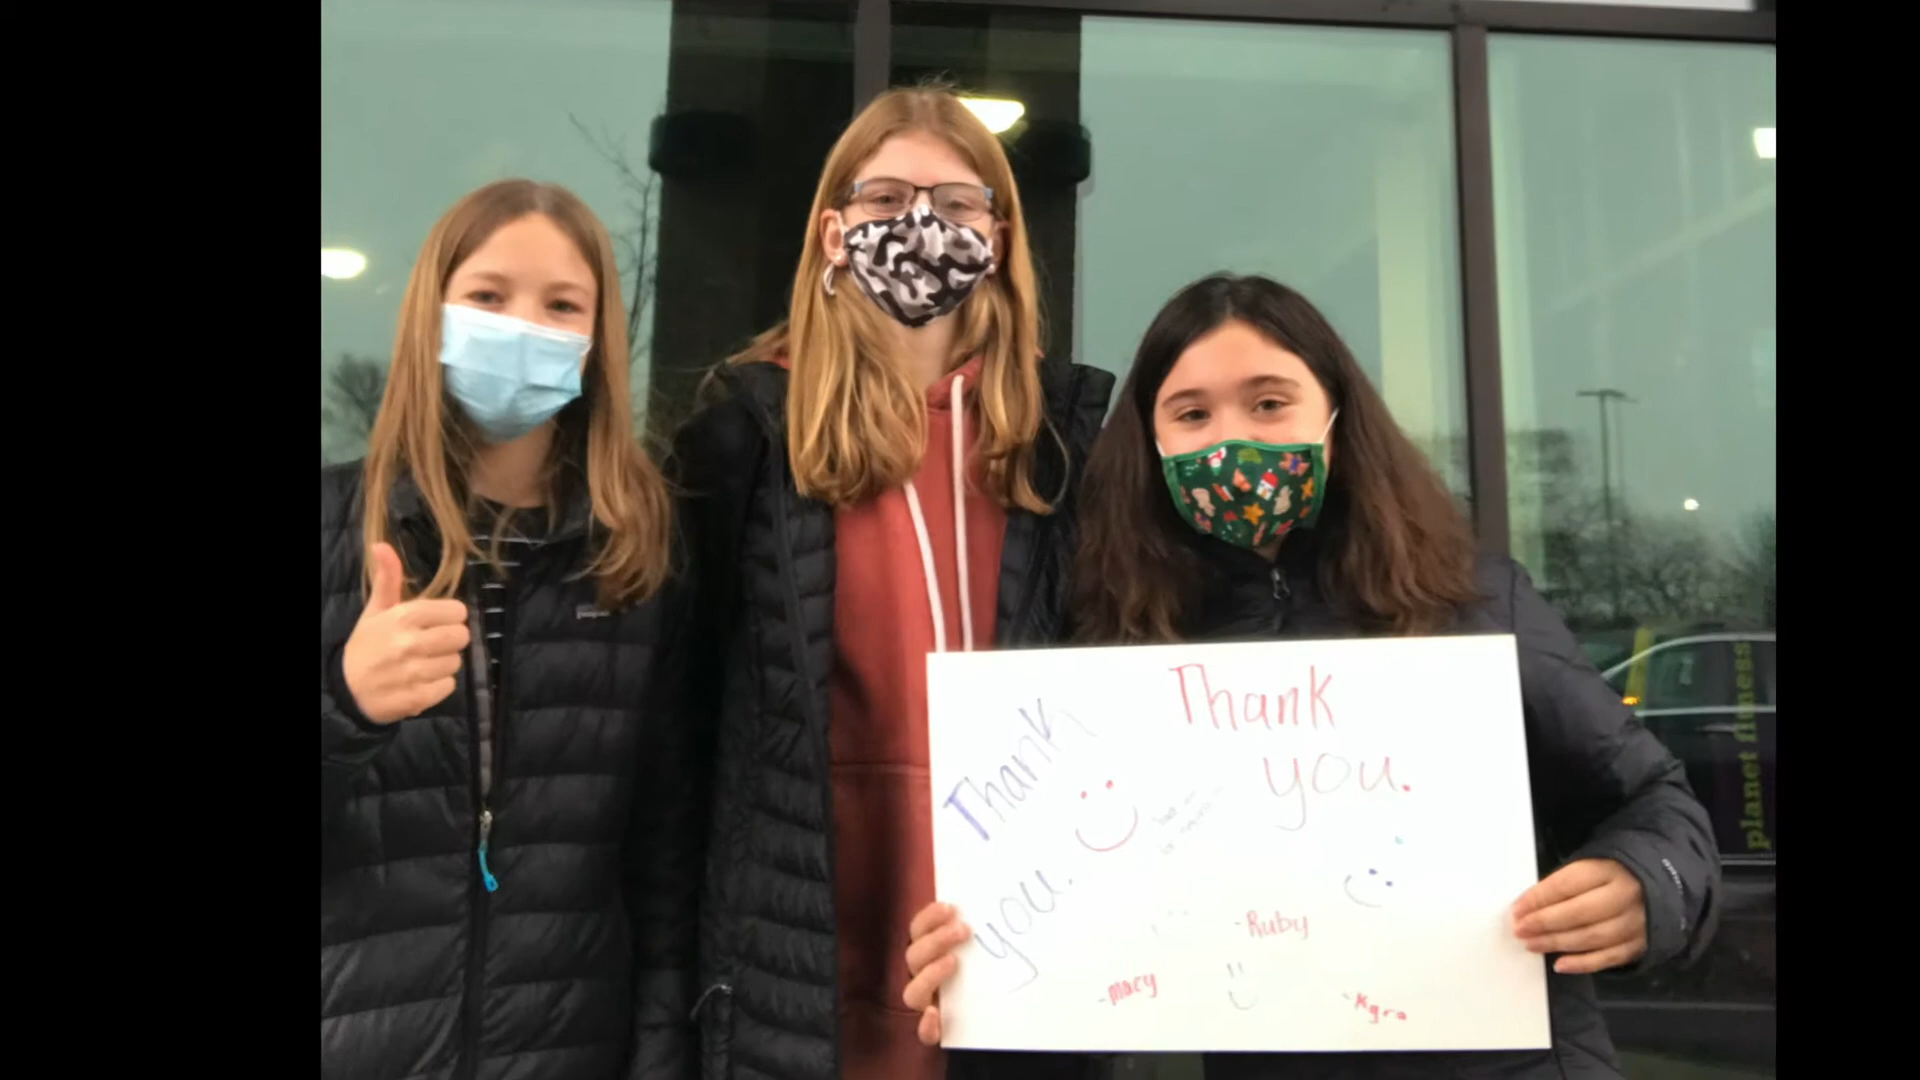 Thank
you.
Thank
you.
-Ruby
-Macy
-Kyra
planet fitness